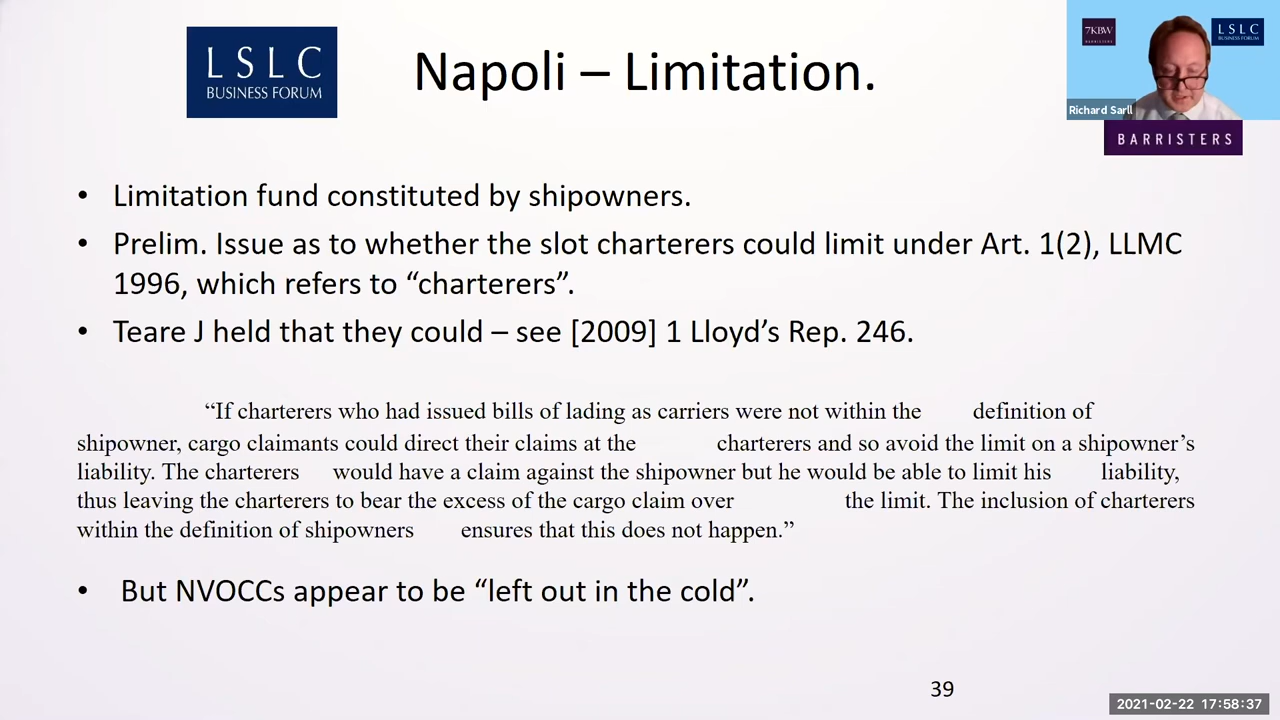 L S L C
BUSINESS FORUM
Napoli – Limitation.
7KBW
BARRISTERS
L S L C
BUSINESS FORUM
Richard Sarll
BARRISTERS
• Limitation fund constituted by shipowners.
• Prelim. Issue as to whether the slot charterers could limit under Art. 1(2), LLMC
1996, which refers to “charterers”.
• Teare J held that they could – see [2009] 1 Lloyd’s Rep. 246.
“If charterers who had issued bills of lading as carriers were not within the definition of
shipowner, cargo claimants could direct their claims at the charterers and so avoid the limit on a shipowner’s
liability. The charterers would have a claim against the shipowner but he would be able to limit his liability,
thus leaving the charterers to bear the excess of the cargo claim over the limit. The inclusion of charterers
within the definition of shipowners ensures that this does not happen.”
• But NVOCCs appear to be “left out in the cold”.
39
2021-02-22 17:58:37